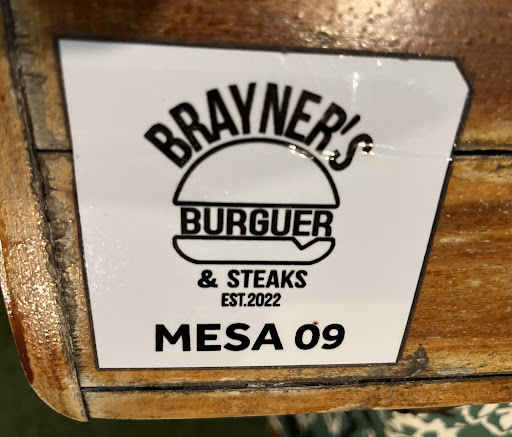 BRAYNER'S
BURGUER
& STEAKS
EST.2022
MESA 09